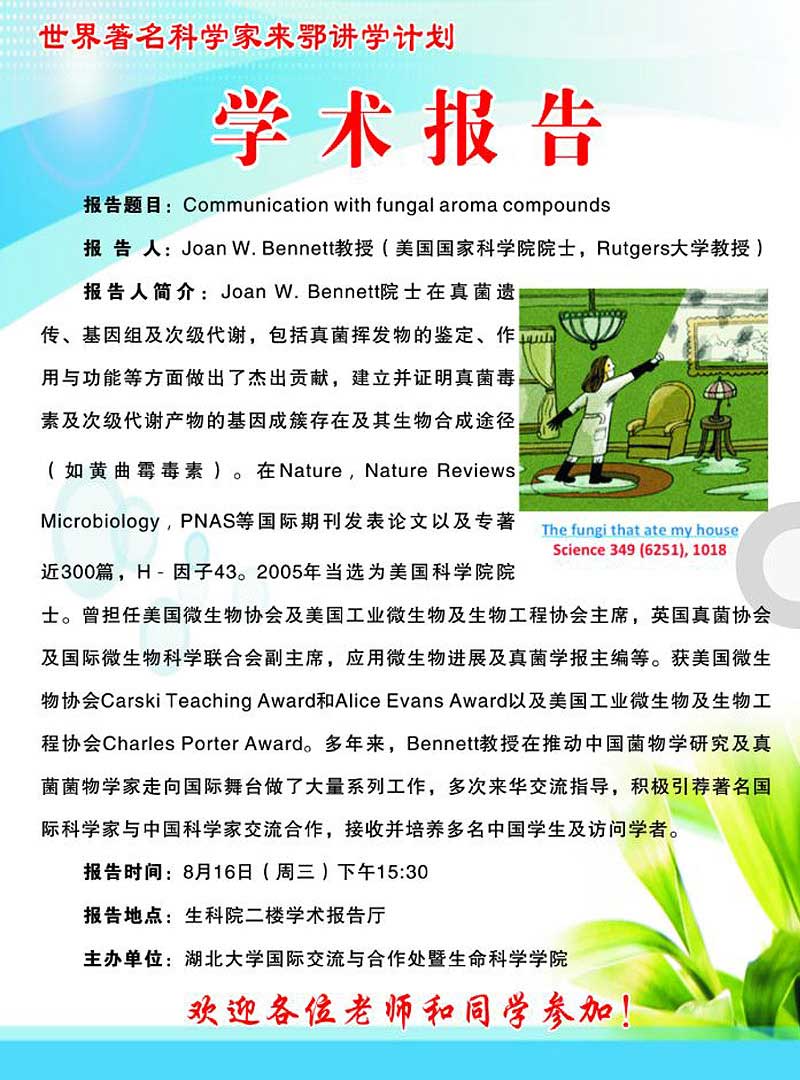 世界著名科学家来鄂讲学计划
学术报告
报告题目：Communication with fungal aroma compounds
报 告 人：Joan W. Bennett教授（美国国家科学院院士，Rutgers大学教授）
报告人简介：Joan W. Bennett院士在真菌遗
传、基因组及次级代谢，包括真菌挥发物的鉴定、作
用与功能等方面做出了杰出贡献，建立并证明真菌毒
素及次级代谢产物的基因成簇存在及其生物合成途径
（如黄曲霉毒素）。在Nature，Nature Reviews
Microbiology，PNAS等国际期刊发表论文以及专著
近300篇，H－因子43。2005年当选为美国科学院院
The fungi that ate my house
Science 349 (6251), 1018
士。曾担任美国微生物协会及美国工业微生物及生物工程协会主席，英国真菌协会
及国际微生物科学联合会副主席，应用微生物进展及真菌学报主编等。获美国微生
物协会Carski Teaching Award和Alice Evans Award以及美国工业微生物及生物工
程协会Charles Porter Award。多年来，Bennett教授在推动中国菌物学研究及真
菌菌物学家走向国际舞台做了大量系列工作，多次来华交流指导，积极引荐著名国
际科学家与中国科学家交流合作，接收并培养多名中国学生及访问学者。
报告时间：8月16日（周三）下午15:30
报告地点：生科院二楼学术报告厅
主办单位：湖北大学国际交流与合作处暨生命科学学院
欢迎各位老师和同学参加！